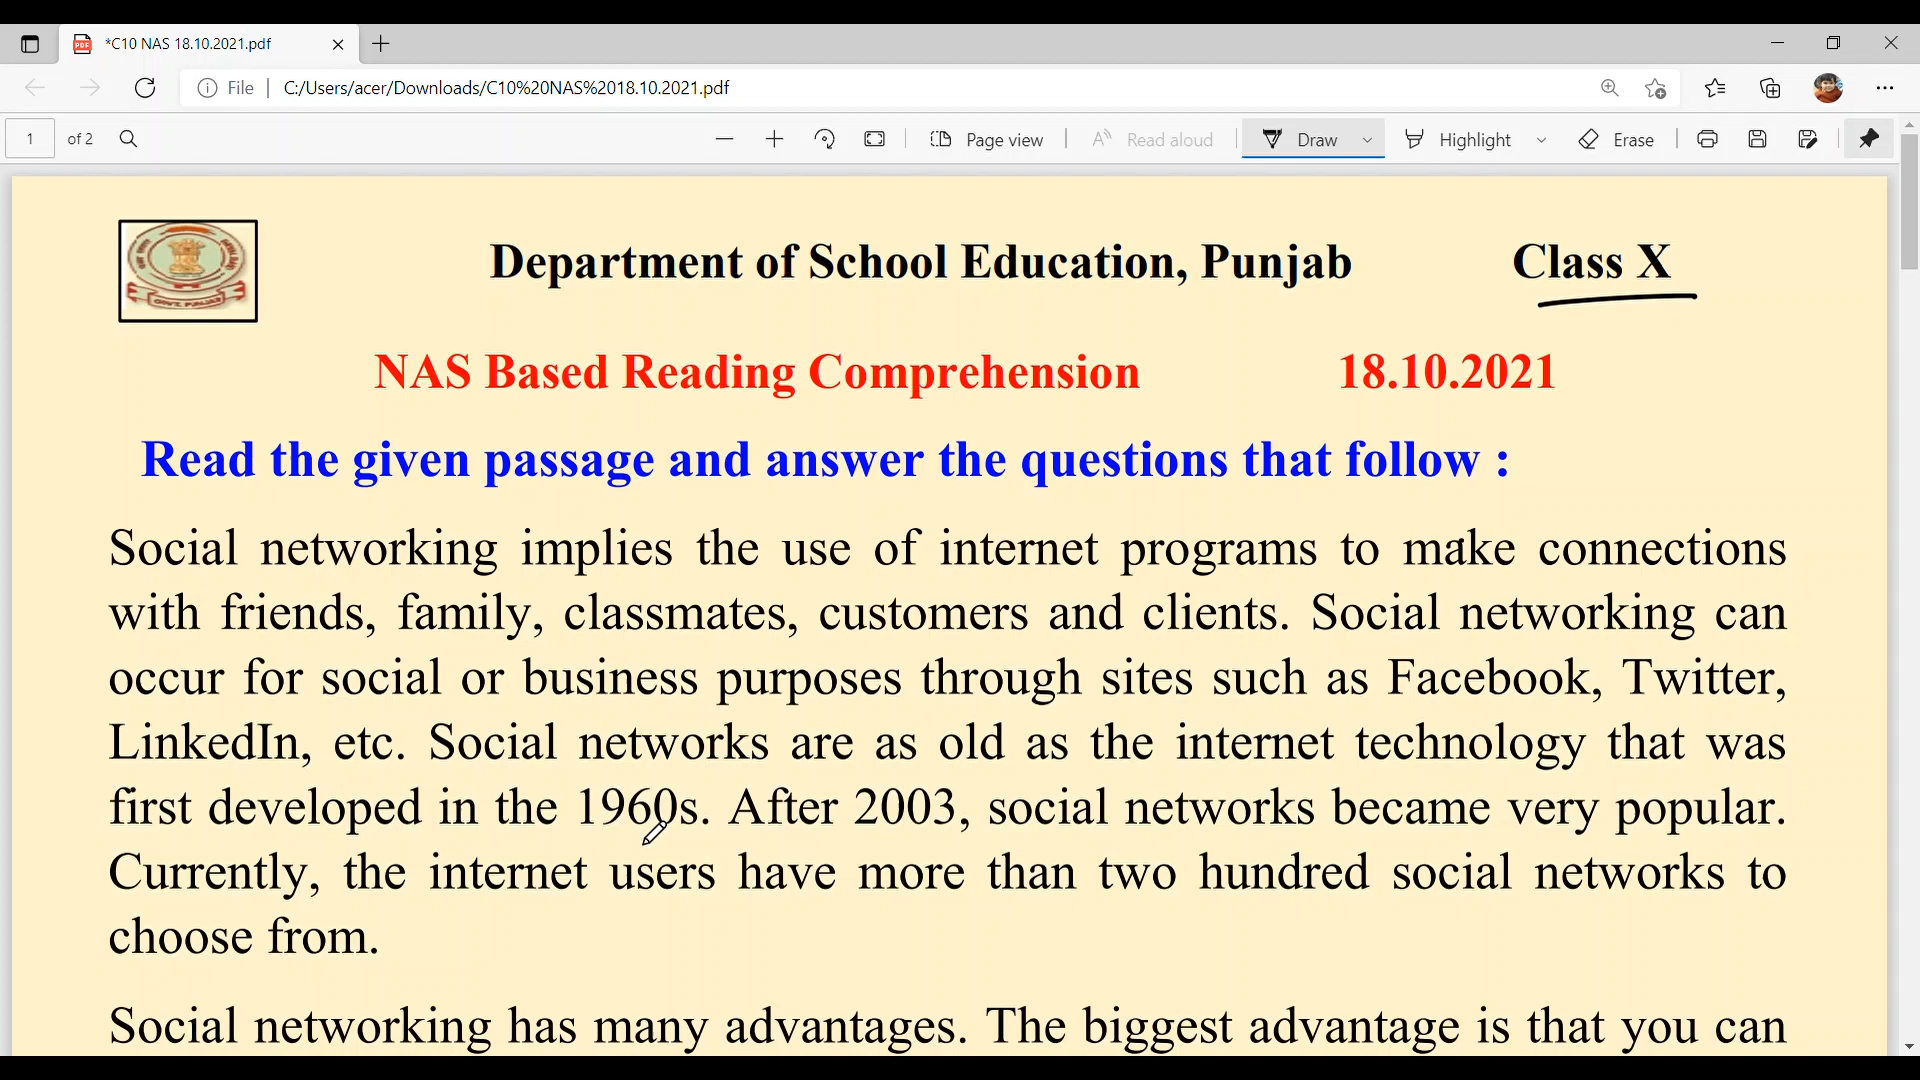 *C10 NAS 18.10.2021.pdf
File | C:/Users/acer/Downloads/C10%20NAS%2018.10.2021.pdf
1 of 2 Page view Read aloud Draw Highlight Erase
Department of School Education, Punjab Class X
NAS Based Reading Comprehension 18.10.2021
Read the given passage and answer the questions that follow :
Social networking implies the use of internet programs to make connections
with friends, family, classmates, customers and clients. Social networking can
occur for social or business purposes through sites such as Facebook, Twitter,
LinkedIn, etc. Social networks are as old as the internet technology that was
first developed in the 1960s. After 2003, social networks became very popular.
Currently, the internet users have more than two hundred social networks to
choose from.
Social networking has many advantages. The biggest advantage is that you can